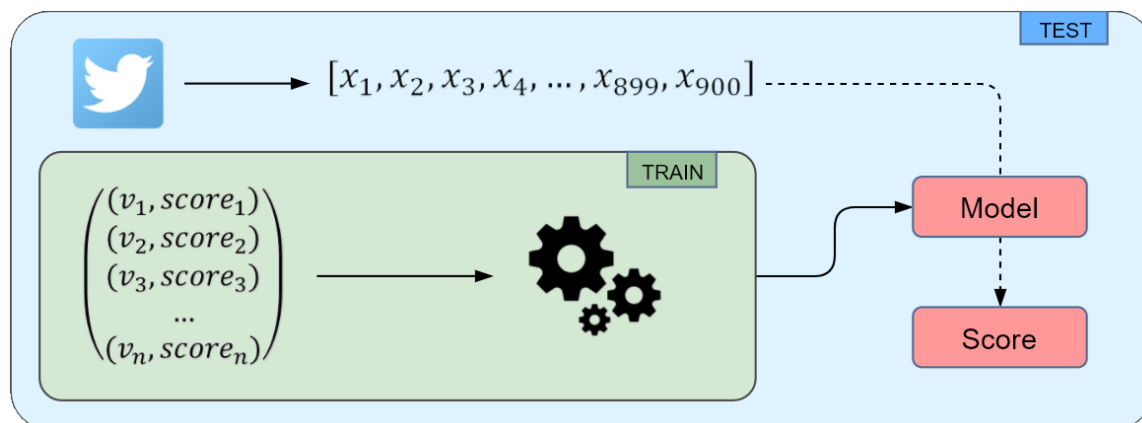 TEST
[x₁, x₂, x₃, x₄, … , x₈₉₉, x₉₀₀]
TRAIN
(v₁, score₁)
(v₂, score₂)
(v₃, score₃)
…
(vₙ, scoreₙ)
Model
Score